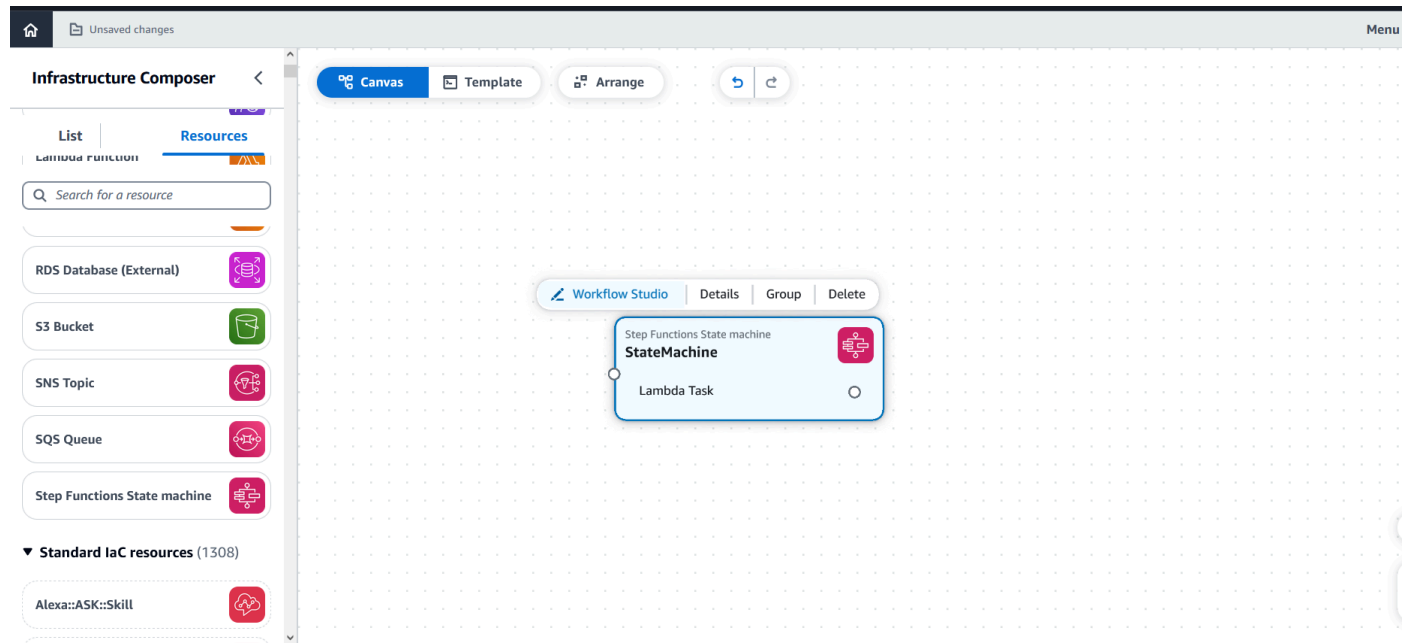 Unsaved changes
Menu
Infrastructure Composer
Canvas
Template
Arrange
List
Resources
Lambda Function
Search for a resource
RDS Database (External)
S3 Bucket
SNS Topic
SQS Queue
Step Functions State machine
Standard IaC resources (1308)
Alexa::ASK::Skill
Workflow Studio
Details
Group
Delete
Step Functions State machine
StateMachine
Lambda Task